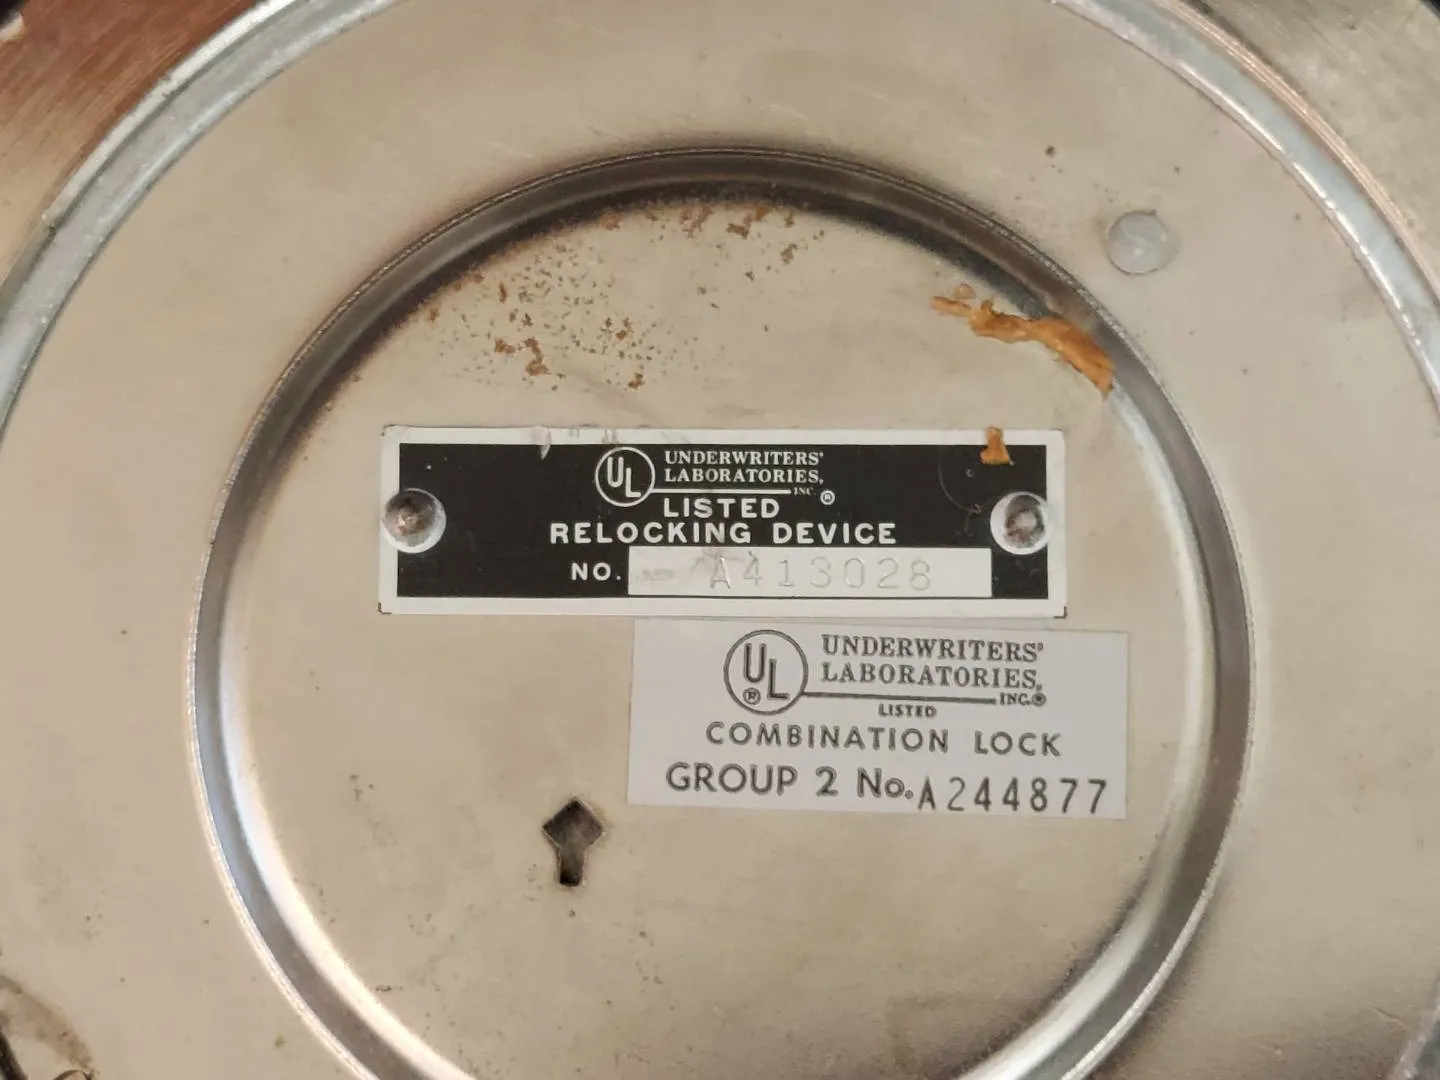 UL UNDERWRITERS'
LABORATORIES,
INC.®
LISTED
RELOCKING DEVICE
NO. A413028
UL® UNDERWRITERS'
LABORATORIES,
INC.®
LISTED
COMBINATION LOCK
GROUP 2 No. A244877